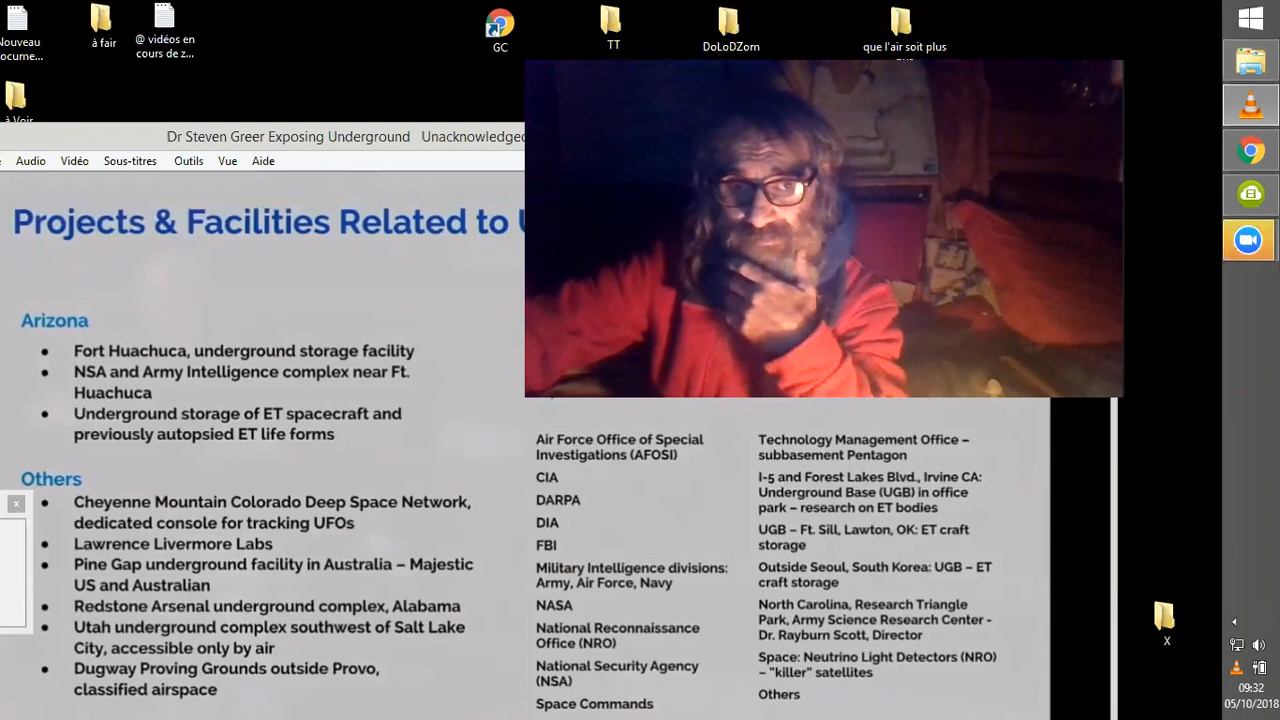 Nouveau
ocume...
à fair
@ vidéos en
cours de z...
GC
TT
DoLoDZom
que l'air soit plus
à Voir
Dr Steven Greer Exposing Underground Unacknowledged
Audio Vidéo Sous-titres Outils Vue Aide
Projects & Facilities Related to
Arizona
• Fort Huachuca, underground storage facility
• NSA and Army Intelligence complex near Ft.
Huachuca
• Underground storage of ET spacecraft and
previously autopsied ET life forms
Others
• Cheyenne Mountain Colorado Deep Space Network,
dedicated console for tracking UFOs
• Lawrence Livermore Labs
• Pine Gap underground facility in Australia – Majestic
US and Australian
• Redstone Arsenal underground complex, Alabama
• Utah underground complex southwest of Salt Lake
City, accessible only by air
• Dugway Proving Grounds outside Provo,
classified airspace
Air Force Office of Special
Investigations (AFOSI)
CIA
DARPA
DIA
FBI
Military Intelligence divisions:
Army, Air Force, Navy
NASA
National Reconnaissance
Office (NRO)
National Security Agency
(NSA)
Space Commands
Technology Management Office –
subbasement Pentagon
I-5 and Forest Lakes Blvd., Irvine CA:
Underground Base (UGB) in office
park – research on ET bodies
UGB – Ft. Sill, Lawton, OK: ET craft
storage
Outside Seoul, South Korea: UGB – ET
craft storage
North Carolina, Research Triangle
Park, Army Science Research Center -
Dr. Rayburn Scott, Director
Space: Neutrino Light Detectors (NRO)
– "killer" satellites
Others
X
09:32
05/10/2018